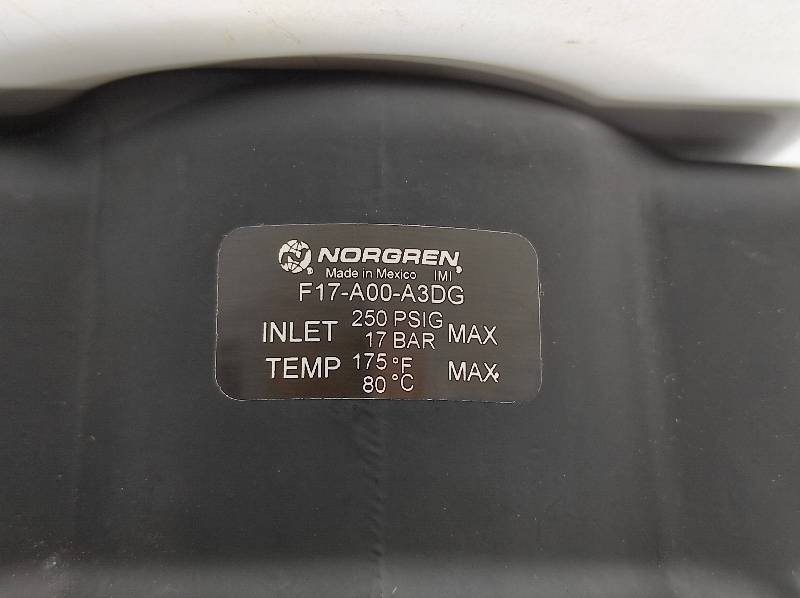 NORGREN®
Made in Mexico IMI
F17-A00-A3DG
INLET 250 PSIG MAX
17 BAR
TEMP 175 °F MAX.
80 °C